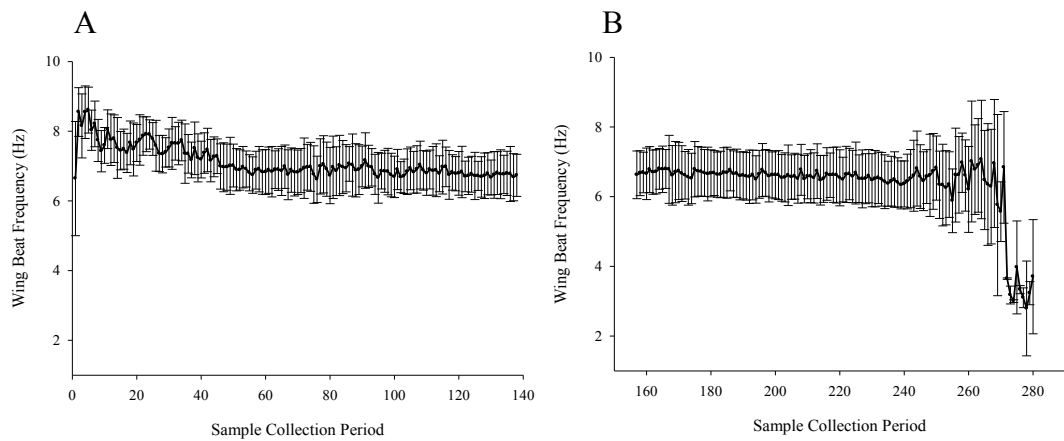 A
B
Wing Beat Frequency (Hz)
10
8
6
4
2
0 20 40 60 80 100 120 140
Sample Collection Period
Wing Beat Frequency (Hz)
10
8
6
4
2
160 180 200 220 240 260 280
Sample Collection Period